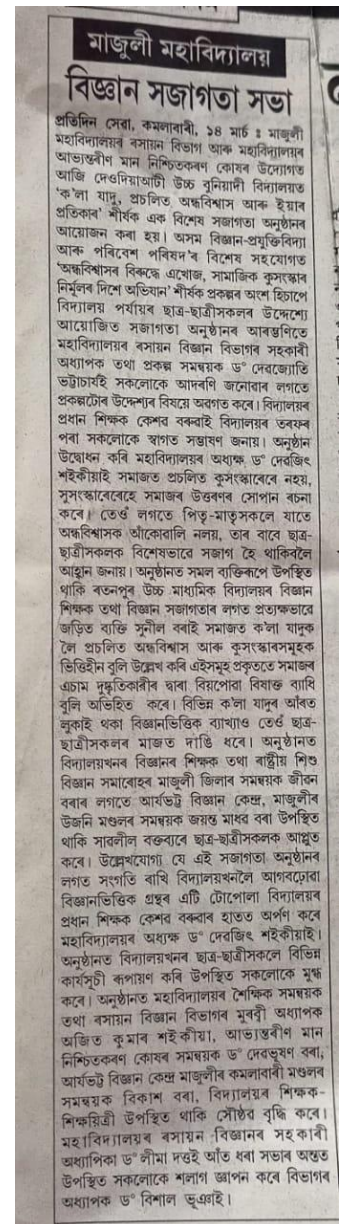 মাজুলী মহাবিদ্যালয়
বিজ্ঞান সজাগতা সভা
প্ৰতিদিন সেৱা, কমলাবাৰী, ১৪ মাৰ্চ ঃ মাজুলী
মহাবিদ্যালয়ৰ ৰসায়ন বিভাগ আৰু মহাবিদ্যালয়ৰ
আভ্যন্তৰীণ মান নিশ্চিতকৰণ কোষৰ উদ্যোগত
আজি দেওদিয়াআটী উচ্চ বুনিয়াদী বিদ্যালয়ত
'ক'লা যাদু, প্ৰচলিত অন্ধবিশ্বাস আৰু ইয়াৰ
প্ৰতিকাৰ' শীৰ্ষক এক বিশেষ সজাগতা অনুষ্ঠানৰ
আয়োজন কৰা হয়। অসম বিজ্ঞান-প্ৰযুক্তিবিদ্যা
আৰু পৰিবেশ পৰিষদ'ৰ বিশেষ সহযোগত
'অন্ধবিশ্বাসৰ বিৰুদ্ধে এখোজ, সামাজিক কুসংস্কাৰ
নিৰ্মূলৰ দিশে অভিযান' শীৰ্ষক প্ৰকল্পৰ অংশ হিচাপে
বিদ্যালয় পৰ্যায়ৰ ছাত্ৰ-ছাত্ৰীসকলৰ উদ্দেশ্যে
আয়োজিত সজাগতা অনুষ্ঠানৰ আৰম্ভণিতে
মহাবিদ্যালয়ৰ ৰসায়ন বিজ্ঞান বিভাগৰ সহকাৰী
অধ্যাপক তথা প্ৰকল্প সমন্বয়ক ড° দেৱজ্যোতি
ভট্টাচাৰ্যই সকলোকে আদৰণি জনোৱাৰ লগতে
প্ৰকল্পটোৰ উদ্দেশ্যৰ বিষয়ে অৱগত কৰে। বিদ্যালয়ৰ
প্ৰধান শিক্ষক কেশৱ বৰুৱাই বিদ্যালয়ৰ তৰফৰ
পৰা সকলোকে স্বাগত সম্ভাষণ জনায়। অনুষ্ঠান
উদ্বোধন কৰি মহাবিদ্যালয়ৰ অধ্যক্ষ ড° দেৱজিৎ
শইকীয়াই সমাজত প্ৰচলিত কুসংস্কাৰেৰে নহয়,
সুসংস্কাৰেৰেহে সমাজৰ উত্তৰণৰ সোপান ৰচনা
কৰে। তেওঁ লগতে পিতৃ-মাতৃসকলে যাতে
অন্ধবিশ্বাসক আঁকোৱালি নলয়, তাৰ বাবে ছাত্ৰ-
ছাত্ৰীসকলক বিশেষভাৱে সজাগ হৈ থাকিবলৈ
আহ্বান জনায়। অনুষ্ঠানত সমল ব্যক্তিৰূপে উপস্থিত
থাকি ৰতনপুৰ উচ্চ মাধ্যমিক বিদ্যালয়ৰ বিজ্ঞান
শিক্ষক তথা বিজ্ঞান সজাগতাৰ লগত প্ৰত্যক্ষভাৱে
জড়িত ব্যক্তি সুনীল বৰাই সমাজত ক'লা যাদুক
লৈ প্ৰচলিত অন্ধবিশ্বাস আৰু কুসংস্কাৰসমূহক
ভিত্তিহীন বুলি উল্লেখ কৰি এইসমূহ প্ৰকৃততে সমাজৰ
এচাম দুষ্কৃতিকাৰীৰ দ্বাৰা বিয়পোৱা বিষাক্ত ব্যাধি
বুলি অভিহিত কৰে। বিভিন্ন ক'লা যাদুৰ আঁৰত
লুকাই থকা বিজ্ঞানভিত্তিক ব্যাখ্যাও তেওঁ ছাত্ৰ-
ছাত্ৰীসকলৰ মাজত দাঙি ধৰে। অনুষ্ঠানত
বিদ্যালয়খনৰ বিজ্ঞানৰ শিক্ষক তথা ৰাষ্ট্ৰীয় শিশু
বিজ্ঞান সমাৰোহৰ মাজুলী জিলাৰ সমন্বয়ক জীৱন
বৰাৰ লগতে আৰ্যভট্ট বিজ্ঞান কেন্দ্ৰ, মাজুলীৰ
উজনি মণ্ডলৰ সমন্বয়ক জয়ন্ত মাধৱ বৰা উপস্থিত
থাকি সাৱলীল বক্তব্যৰে ছাত্ৰ-ছাত্ৰীসকলক আপ্লুত
কৰে। উল্লেখযোগ্য যে এই সজাগতা অনুষ্ঠানৰ
লগত সংগতি ৰাখি বিদ্যালয়খনলৈ আগবঢ়োৱা
বিজ্ঞানভিত্তিক গ্ৰন্থৰ এটি টোপোলা বিদ্যালয়ৰ
প্ৰধান শিক্ষক কেশৱ বৰুৱাৰ হাতত অৰ্পণ কৰে
মহাবিদ্যালয়ৰ অধ্যক্ষ ড° দেৱজিৎ শইকীয়াই।
অনুষ্ঠানত বিদ্যালয়খনৰ ছাত্ৰ-ছাত্ৰীসকলে বিভিন্ন
কাৰ্যসূচী ৰূপায়ণ কৰি উপস্থিত সকলোকে মুগ্ধ
কৰে। অনুষ্ঠানত মহাবিদ্যালয়ৰ শৈক্ষিক সমন্বয়ক
তথা ৰসায়ন বিজ্ঞান বিভাগৰ মুৰব্বী অধ্যাপক
অজিত কুমাৰ শইকীয়া, আভ্যন্তৰীণ মান
নিশ্চিতকৰণ কোষৰ সমন্বয়ক ড° দেৱভূষণ বৰা,
আৰ্যভট্ট বিজ্ঞান কেন্দ্ৰ মাজুলীৰ কমলাবাৰী মণ্ডলৰ
সমন্বয়ক বিকাশ বৰা, বিদ্যালয়ৰ শিক্ষক-
শিক্ষয়িত্ৰী উপস্থিত থাকি সৌষ্ঠৱ বৃদ্ধি কৰে।
মহাবিদ্যালয়ৰ ৰসায়ন বিজ্ঞানৰ সহকাৰী
অধ্যাপিকা ড° লীমা দত্তই আঁত ধৰা সভাৰ অন্তত
উপস্থিত সকলোকে শলাগ জ্ঞাপন কৰে বিভাগৰ
অধ্যাপক ড° বিশাল ভূঞাই।